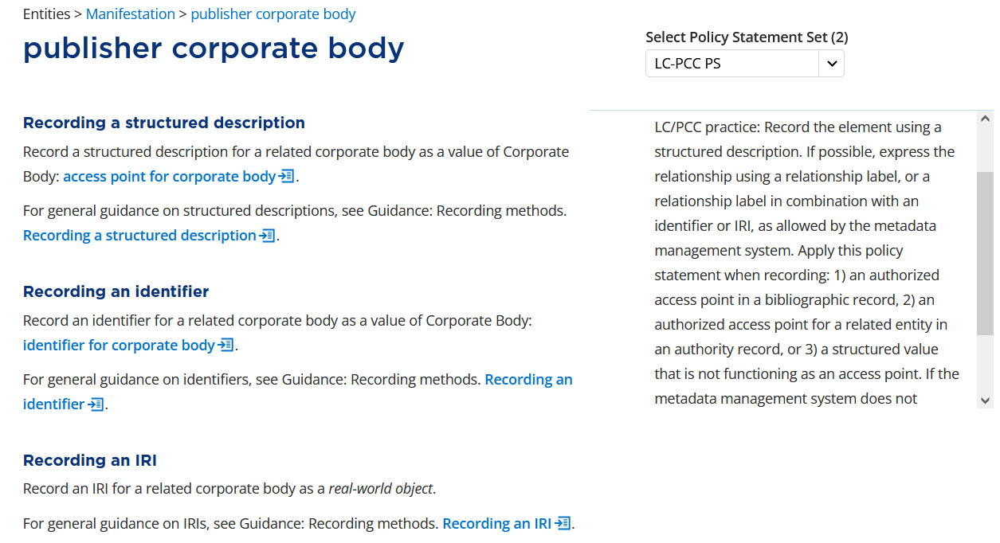 Entities > Manifestation > publisher corporate body
publisher corporate body
Select Policy Statement Set (2)
LC-PCC PS
Recording a structured description
Record a structured description for a related corporate body as a value of Corporate
Body: access point for corporate body.
For general guidance on structured descriptions, see Guidance: Recording methods.
Recording a structured description.
Recording an identifier
Record an identifier for a related corporate body as a value of Corporate Body:
identifier for corporate body.
For general guidance on identifiers, see Guidance: Recording methods. Recording an
identifier.
Recording an IRI
Record an IRI for a related corporate body as a real-world object.
For general guidance on IRIs, see Guidance: Recording methods. Recording an IRI.
LC/PCC practice: Record the element using a
structured description. If possible, express the
relationship using a relationship label, or a
relationship label in combination with an
identifier or IRI, as allowed by the metadata
management system. Apply this policy
statement when recording: 1) an authorized
access point in a bibliographic record, 2) an
authorized access point for a related entity in
an authority record, or 3) a structured value
that is not functioning as an access point. If the
metadata management system does not